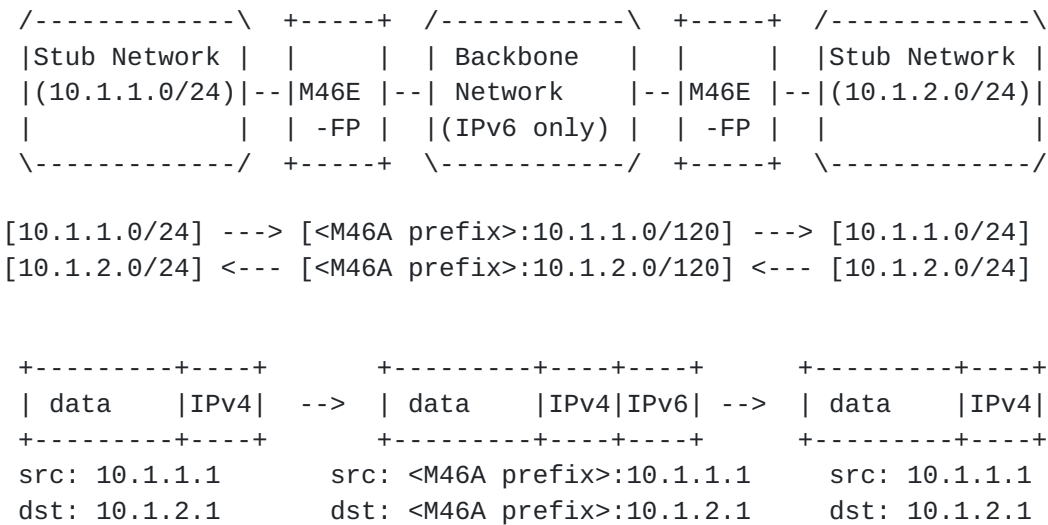 /-------------\  +-----+  /------------\  +-----+  /-------------\
|Stub Network |  |     |  | Backbone   |  |     |  |Stub Network |
|(10.1.1.0/24)|--|M46E |--| Network    |--|M46E |--|(10.1.2.0/24)|
|             |  | -FP |  |(IPv6 only) |  | -FP |  |             |
\-------------/  +-----+  \------------/  +-----+  \-------------/
[10.1.1.0/24] ---> [<M46A prefix>:10.1.1.0/120] ---> [10.1.1.0/24]
[10.1.2.0/24] <--- [<M46A prefix>:10.1.2.0/120] <--- [10.1.2.0/24]
+---------+----+       +---------+----+----+      +---------+----+
| data    |IPv4|  -->  | data    |IPv4|IPv6| -->  | data    |IPv4|
+---------+----+       +---------+----+----+      +---------+----+
src: 10.1.1.1     src: <M46A prefix>:10.1.1.1     src: 10.1.1.1
dst: 10.1.2.1     dst: <M46A prefix>:10.1.2.1     dst: 10.1.2.1